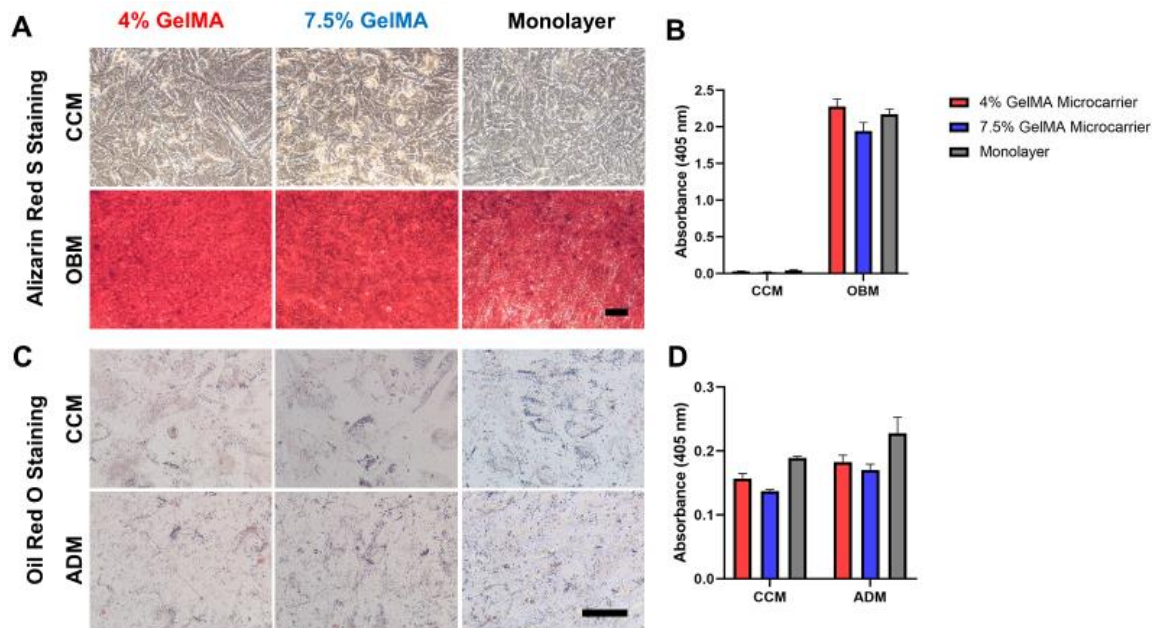 A
4% GelMA
7.5% GelMA
Monolayer
Alizarin Red S Staining
CCM
OBM
B
Absorbance (405 nm)
2.5
2.0
1.5
1.0
0.5
0.0
CCM
OBM
4% GelMA Microcarrier
7.5% GelMA Microcarrier
Monolayer
C
Oil Red O Staining
CCM
ADM
D
Absorbance (405 nm)
0.3
0.2
0.1
0.0
CCM
ADM